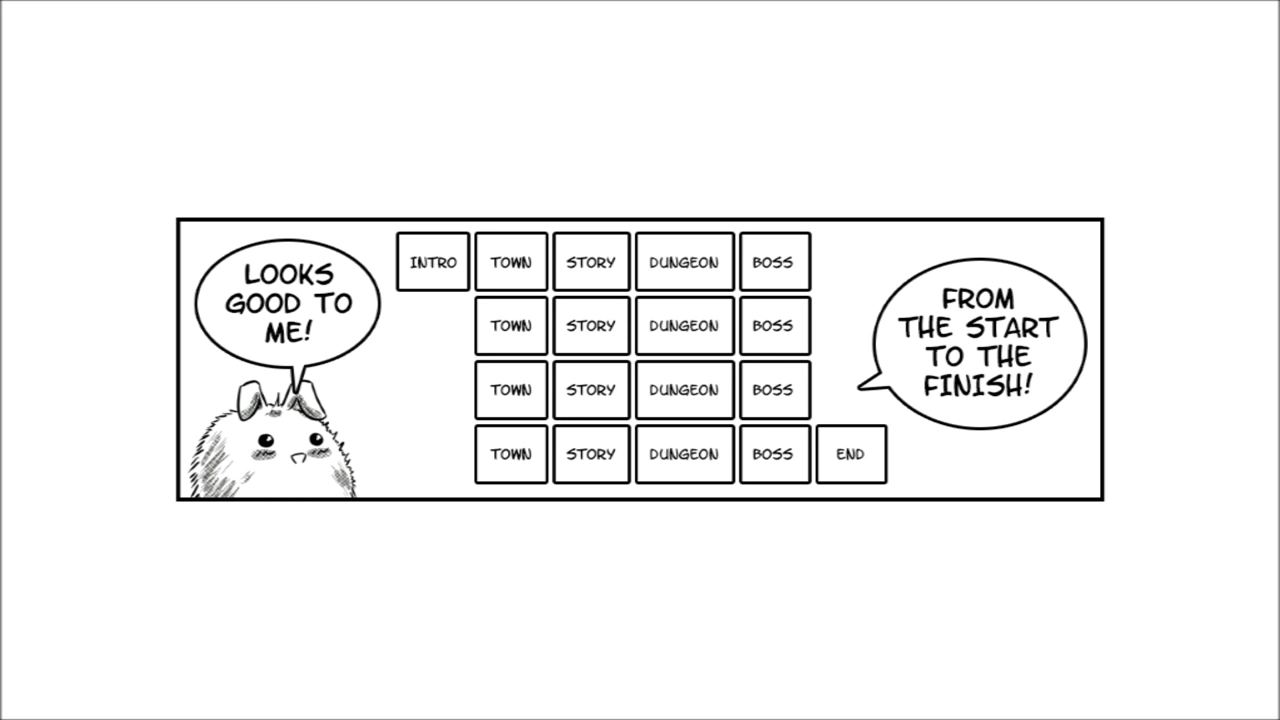 LOOKS
GOOD TO
ME!
INTRO TOWN STORY DUNGEON BOSS
TOWN STORY DUNGEON BOSS
TOWN STORY DUNGEON BOSS
TOWN STORY DUNGEON BOSS END
FROM
THE START
TO THE
FINISH!